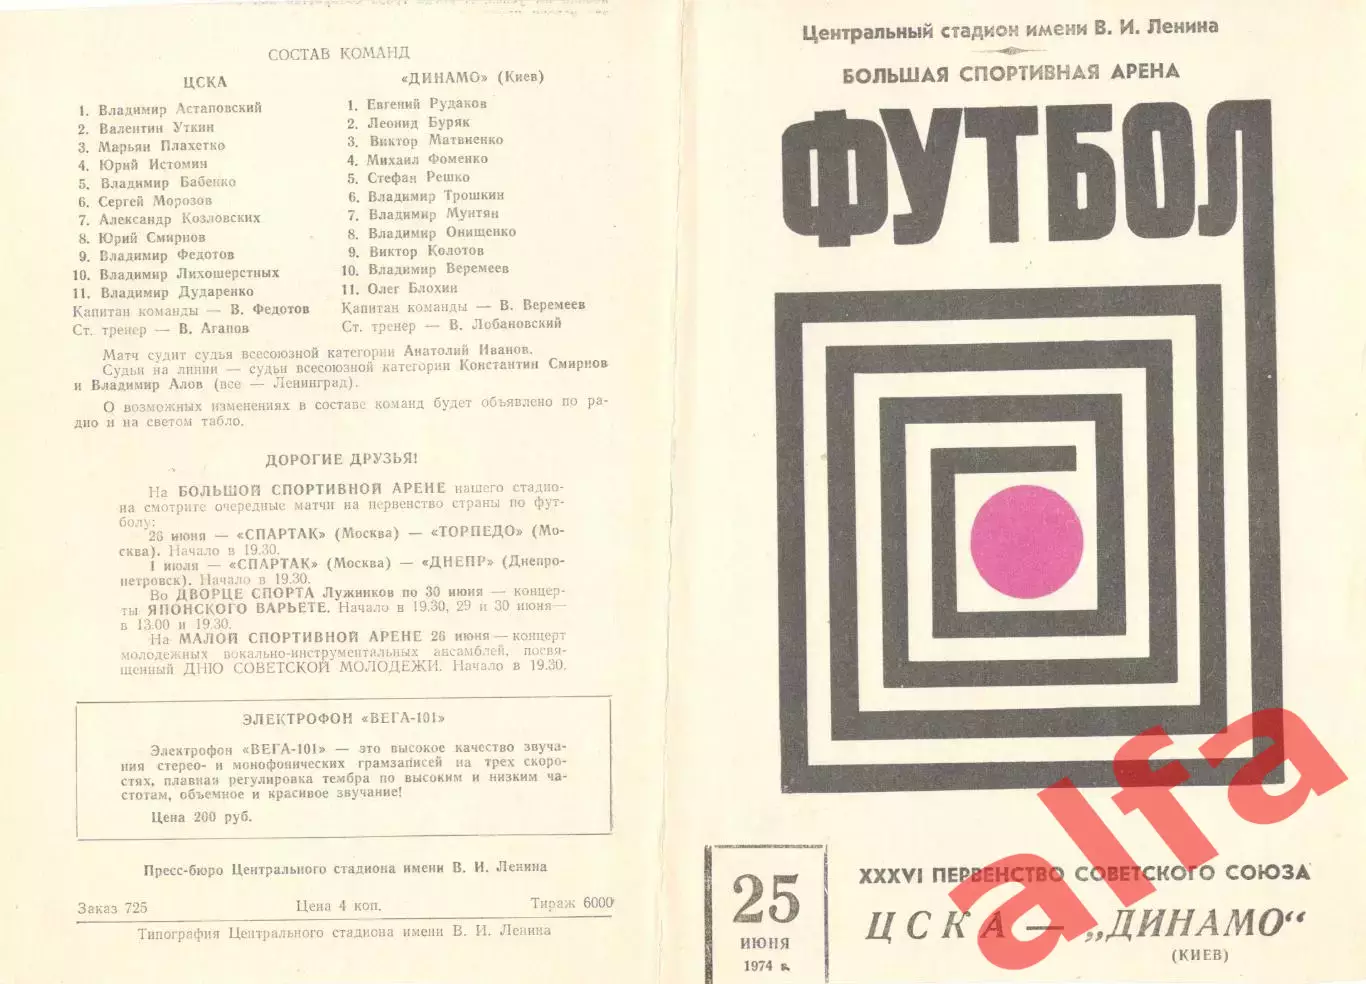 СОСТАВ КОМАНД
ЦСКА
1. Владимир Астаповский
2. Валентин Уткин
3. Марьян Плахетко
4. Юрий Истомин
5. Владимир Бабенко
6. Сергей Морозов
7. Александр Козловских
8. Юрий Смирнов
9. Владимир Федотов
10. Владимир Лихошерстных
11. Владимир Дударенко
Капитан команды — В. Федотов
Ст. тренер — В. Агапов
«ДИНАМО» (Киев)
1. Евгений Рудаков
2. Леонид Буряк
3. Виктор Матвиенко
4. Михаил Фоменко
5. Стефан Решко
6. Владимир Трошкин
7. Владимир Мунтян
8. Владимир Онищенко
9. Виктор Колотов
10. Владимир Веремеев
11. Олег Блохин
Капитан команды — В. Веремеев
Ст. тренер — В. Лобановский
Матч судит судья всесоюзной категории Анатолий Иванов.
Судьи на линии — судьи всесоюзной категории Константин Смирнов
и Владимир Алов (все — Ленинград).
О возможных изменениях в составе команд будет объявлено по ра-
дио и на светом табло.
ДОРОГИЕ ДРУЗЬЯ!
На БОЛЬШОЙ СПОРТИВНОЙ АРЕНЕ нашего стадио-
на смотрите очередные матчи на первенство страны по фут-
болу:
26 июня — «СПАРТАК» (Москва) — «ТОРПЕДО» (Мо-
сква). Начало в 19.30.
1 июля — «СПАРТАК» (Москва) — «ДНЕПР» (Днепро-
петровск). Начало в 19.30.
Во ДВОРЦЕ СПОРТА Лужников по 30 июня — концер-
ты ЯПОНСКОГО ВАРЬЕТЕ. Начало в 19.30, 29 и 30 июня—
в 13.00 и 19.30.
На МАЛОЙ СПОРТИВНОЙ АРЕНЕ 26 июня — концерт
молодежных вокально-инструментальных ансамблей, посвя-
щенный ДНЮ СОВЕТСКОЙ МОЛОДЕЖИ. Начало в 19.30.
ЭЛЕКТРОФОН «ВЕГА-101»
Электрофон «ВЕГА-101» — это высокое качество звуча-
ния стерео- и монофонических грамзаписей на трех скоро-
стях, плавная регулировка тембра по высоким и низким ча-
стотам, объемное и красивое звучание!
Цена 200 руб.
Пресс-бюро Центрального стадиона имени В. И. Ленина
Заказ 725 Цена 4 коп. Тираж 6000
Типография Центрального стадиона имени В. И. Ленина
Центральный стадион имени В. И. Ленина
БОЛЬШАЯ СПОРТИВНАЯ АРЕНА
ФУТБОЛ
25
ИЮНЯ
1974 г.
XXXVI ПЕРВЕНСТВО СОВЕТСКОГО СОЮЗА
ЦСКА — „ДИНАМО“
(КИЕВ)
alfa